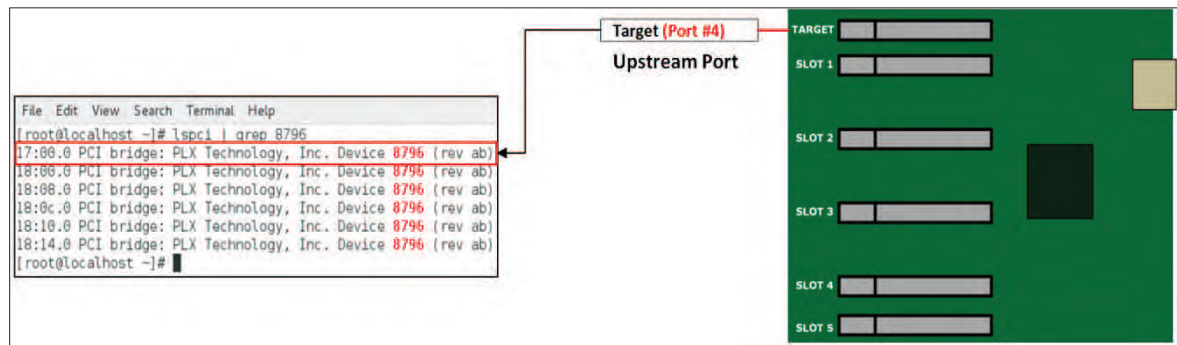 Target (Port #4)
Upstream Port
File Edit View Search Terminal Help
[root@localhost ~]# lspci | grep 8796
17:00.0 PCI bridge: PLX Technology, Inc. Device 8796 (rev ab)
18:00.0 PCI bridge: PLX Technology, Inc. Device 8796 (rev ab)
18:08.0 PCI bridge: PLX Technology, Inc. Device 8796 (rev ab)
18:0c.0 PCI bridge: PLX Technology, Inc. Device 8796 (rev ab)
18:10.0 PCI bridge: PLX Technology, Inc. Device 8796 (rev ab)
18:14.0 PCI bridge: PLX Technology, Inc. Device 8796 (rev ab)
[root@localhost ~]#
TARGET
SLOT 1
SLOT 2
SLOT 3
SLOT 4
SLOT 5